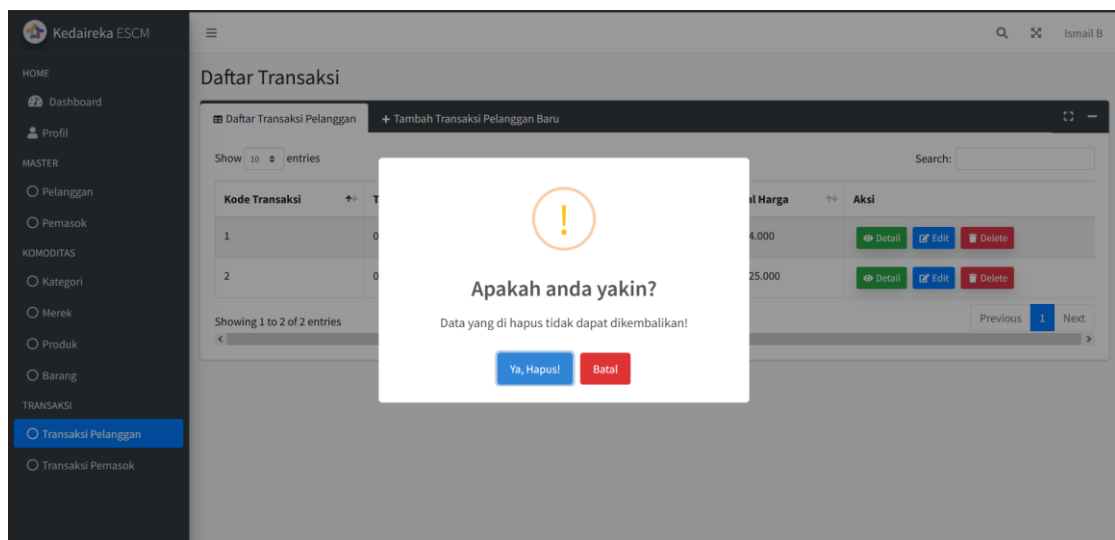 Kedaireka ESCM
Ismail B
HOME
Dashboard
Profil
MASTER
Pelanggan
Pemasok
KOMODITAS
Kategori
Merek
Produk
Barang
TRANSAKSI
Transaksi Pelanggan
Transaksi Pemasok
Daftar Transaksi
Daftar Transaksi Pelanggan + Tambah Transaksi Pelanggan Baru
Show 10 entries Search:
Kode Transaksi Harga Aksi
1 Detail Edit Delete
2 Detail Edit Delete
Showing 1 to 2 of 2 entries Previous 1 Next
!
Apakah anda yakin?
Data yang di hapus tidak dapat dikembalikan!
Ya, Hapus! Batal